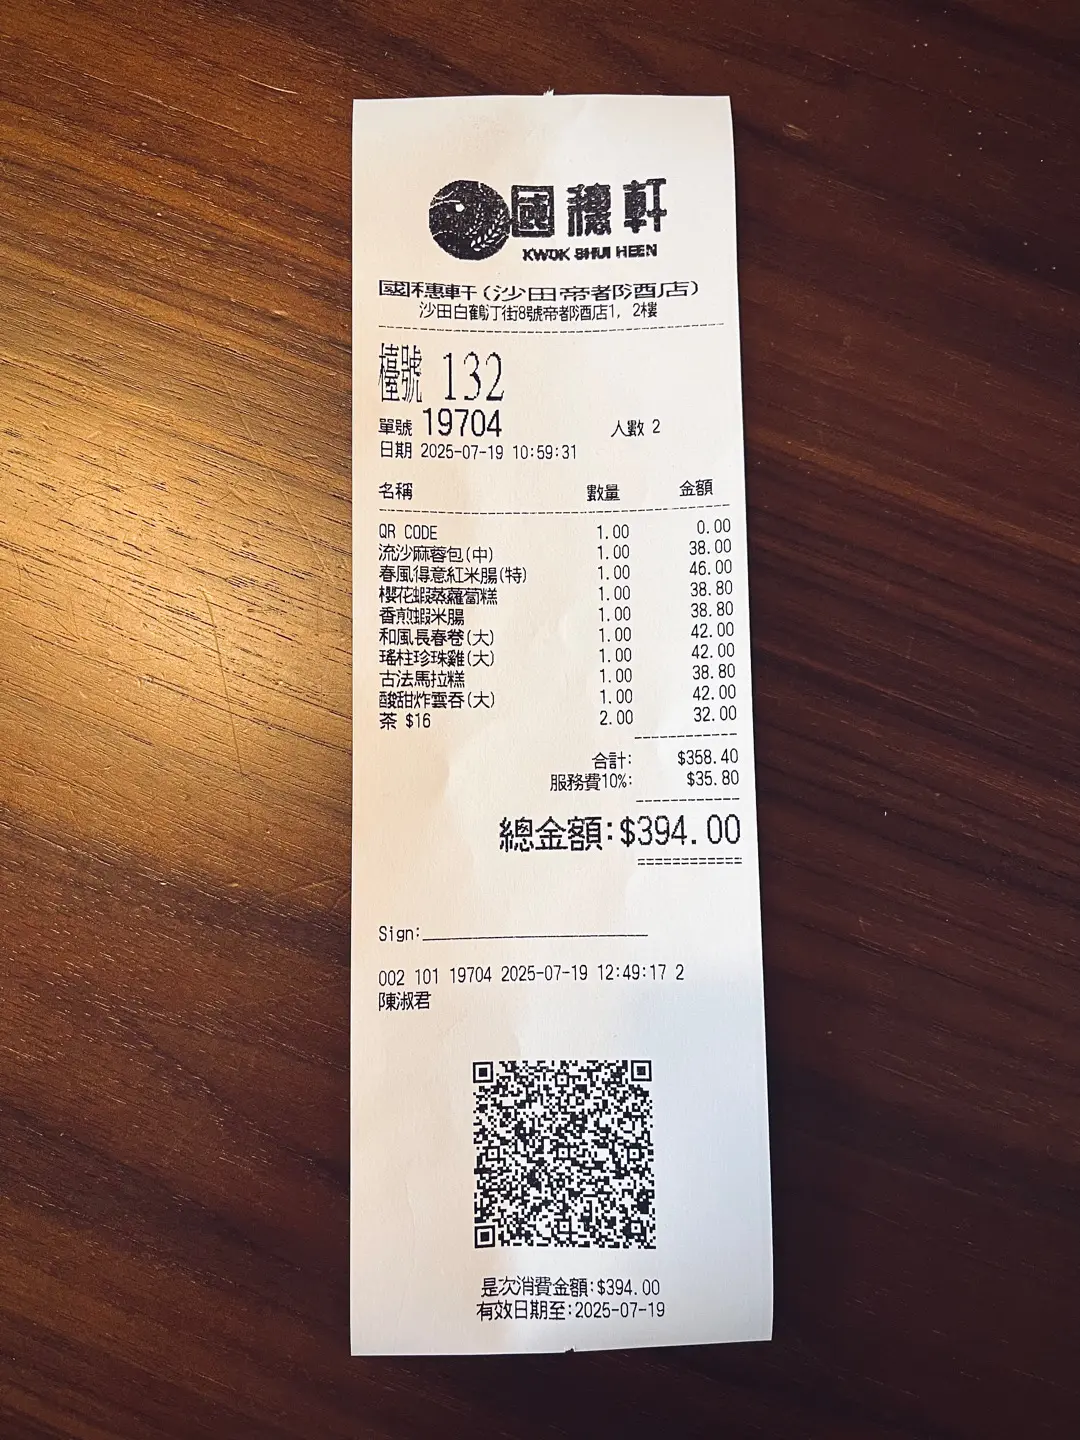 國穗軒
KWOK SHUI HEEN
國穗軒(沙田帝都酒店)
沙田白鶴汀街8號帝都酒店1, 2樓
檯號 132
單號 19704 人數 2
日期 2025-07-19 10:59:31
名稱 數量 金額
QR CODE 1.00 0.00
流沙麻蓉包(中) 1.00 38.00
春風得意紅米腸(特) 1.00 46.00
櫻花蝦蒸蘿蔔糕 1.00 38.80
香煎蝦米腸 1.00 38.80
和風長春卷(大) 1.00 42.00
瑤柱珍珠雞(大) 1.00 42.00
古法馬拉糕 1.00 38.80
酸甜炸雲吞(大) 1.00 42.00
茶 $16 2.00 32.00
合計: $358.40
服務費10%: $35.80
總金額:$394.00
Sign:
002 101 19704 2025-07-19 12:49:17 2
陳淑君
是次消費金額:$394.00
有效日期至:2025-07-19